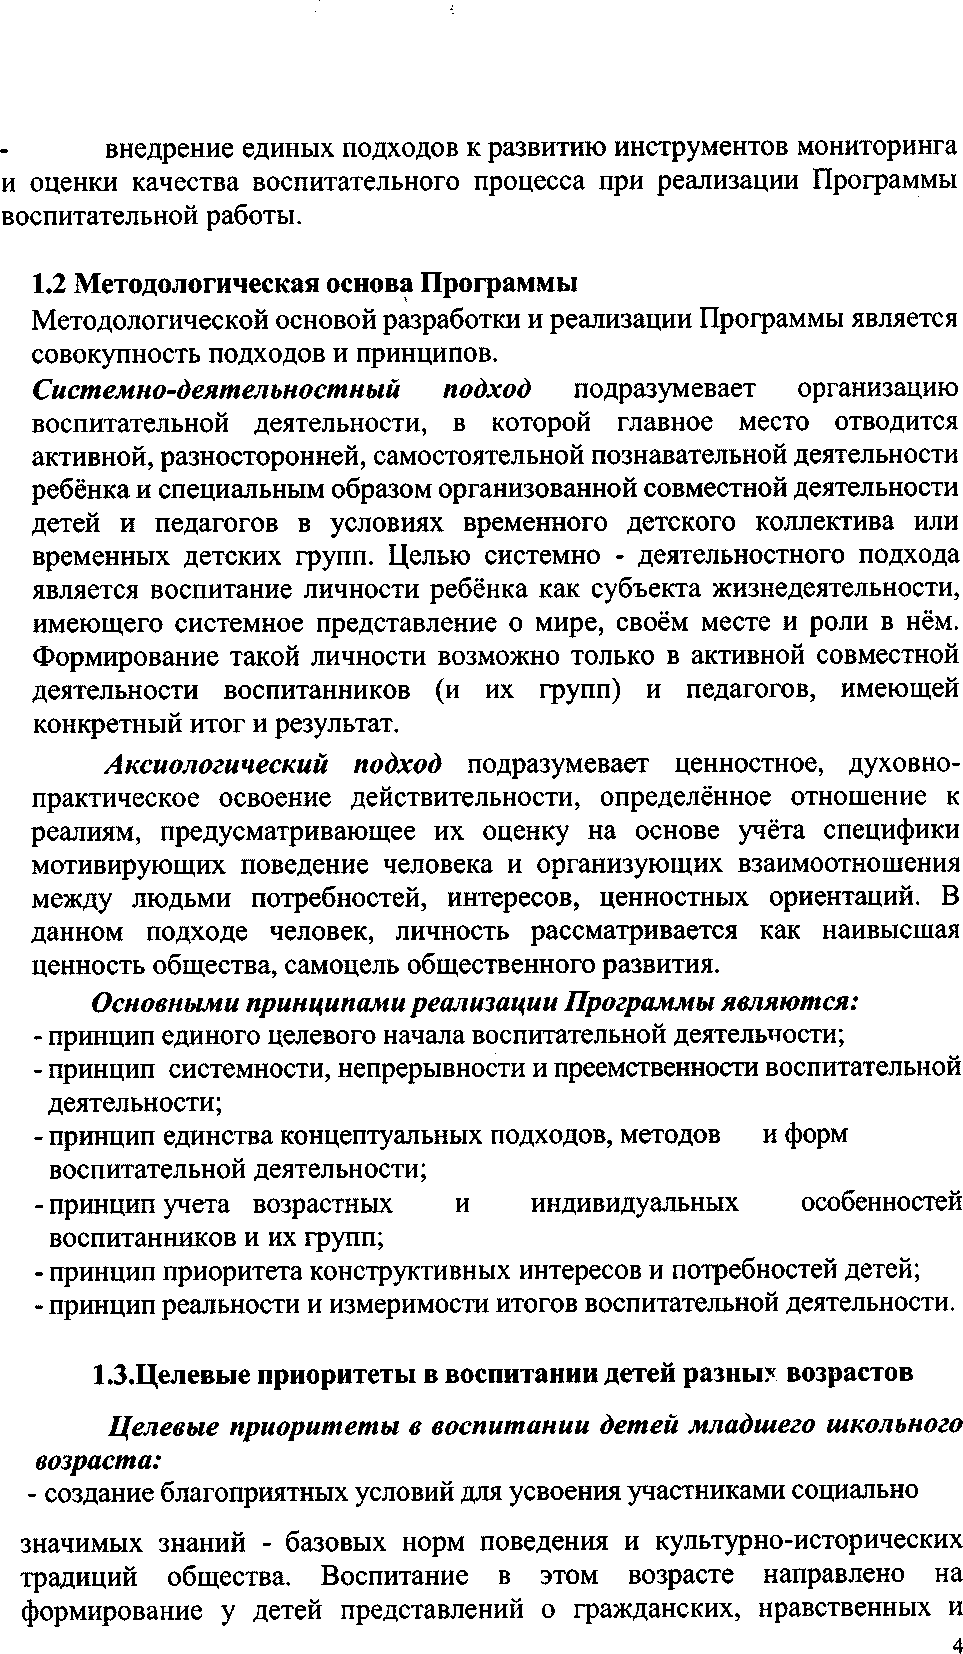 - внедрение единых подходов к развитию инструментов мониторинга
и оценки качества воспитательного процесса при реализации Программы
воспитательной работы.
1.2 Методологическая основа Программы
Методологической основой разработки и реализации Программы является
совокупность подходов и принципов.
Системно-деятельностный подход подразумевает организацию
воспитательной деятельности, в которой главное место отводится
активной, разносторонней, самостоятельной познавательной деятельности
ребёнка и специальным образом организованной совместной деятельности
детей и педагогов в условиях временного детского коллектива или
временных детских групп. Целью системно - деятельностного подхода
является воспитание личности ребёнка как субъекта жизнедеятельности,
имеющего системное представление о мире, своём месте и роли в нём.
Формирование такой личности возможно только в активной совместной
деятельности воспитанников (и их групп) и педагогов, имеющей
конкретный итог и результат.
Аксиологический подход подразумевает ценностное, духовно-
практическое освоение действительности, определённое отношение к
реалиям, предусматривающее их оценку на основе учёта специфики
мотивирующих поведение человека и организующих взаимоотношения
между людьми потребностей, интересов, ценностных ориентаций. В
данном подходе человек, личность рассматривается как наивысшая
ценность общества, самоцель общественного развития.
Основными принципами реализации Программы являются:
- принцип единого целевого начала воспитательной деятельности;
- принцип системности, непрерывности и преемственности воспитательной
деятельности;
- принцип единства концептуальных подходов, методов и форм
воспитательной деятельности;
- принцип учета возрастных и индивидуальных особенностей
воспитанников и их групп;
- принцип приоритета конструктивных интересов и потребностей детей;
- принцип реальности и измеримости итогов воспитательной деятельности.
1.3.Целевые приоритеты в воспитании детей разных возрастов
Целевые приоритеты в воспитании детей младшего школьного
возраста:
- создание благоприятных условий для усвоения участниками социально
значимых знаний - базовых норм поведения и культурно-исторических
традиций общества. Воспитание в этом возрасте направлено на
формирование у детей представлений о гражданских, нравственных и
4